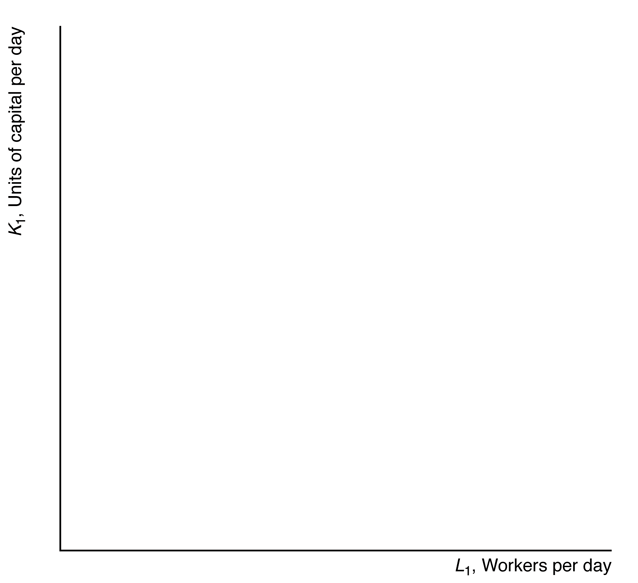 K₁, Units of capital per day
L₁, Workers per day